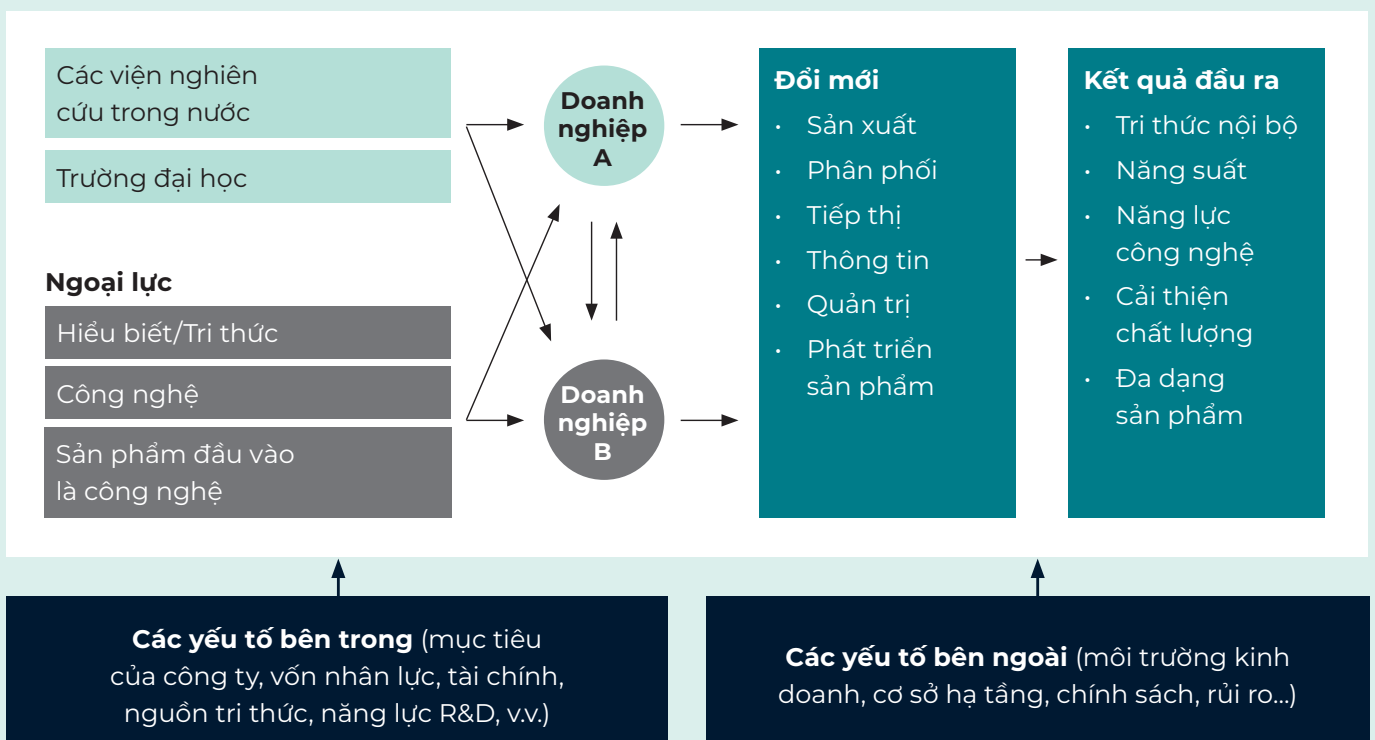 Các viện nghiên
cứu trong nước
Trường đại học
Ngoại lực
Hiểu biết/Tri thức
Công nghệ
Sản phẩm đầu vào
là công nghệ
Doanh
nghiệp
A
Doanh
nghiệp
B
Đổi mới
• Sản xuất
• Phân phối
• Tiếp thị
• Thông tin
• Quản trị
• Phát triển
sản phẩm
Kết quả đầu ra
• Tri thức nội bộ
• Năng suất
• Năng lực
công nghệ
• Cải thiện
chất lượng
• Đa dạng
sản phẩm
Các yếu tố bên trong (mục tiêu
của công ty, vốn nhân lực, tài chính,
nguồn tri thức, năng lực R&D, v.v.)
Các yếu tố bên ngoài (môi trường kinh
doanh, cơ sở hạ tầng, chính sách, rủi ro...)